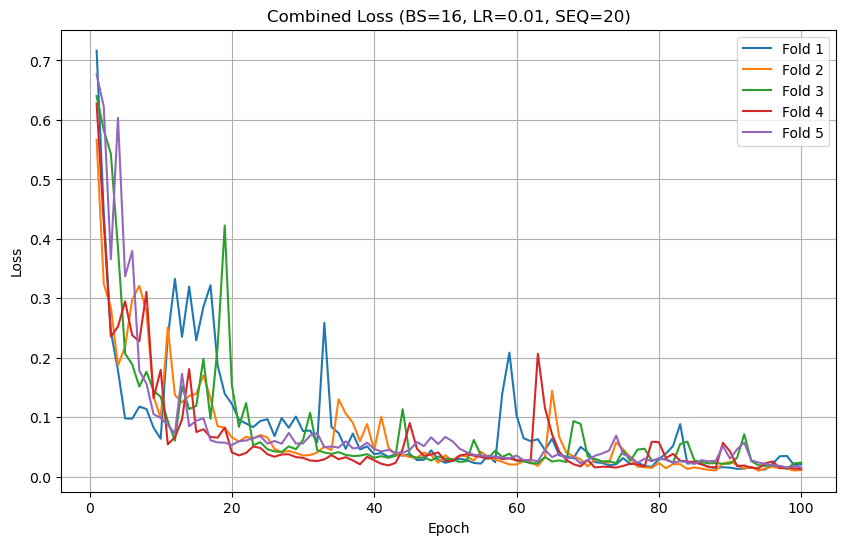 Combined Loss (BS=16, LR=0.01, SEQ=20)
Fold 1
Fold 2
Fold 3
Fold 4
Fold 5
Loss
0.7
0.6
0.5
0.4
0.3
0.2
0.1
0.0
0 20 40 60 80 100
Epoch